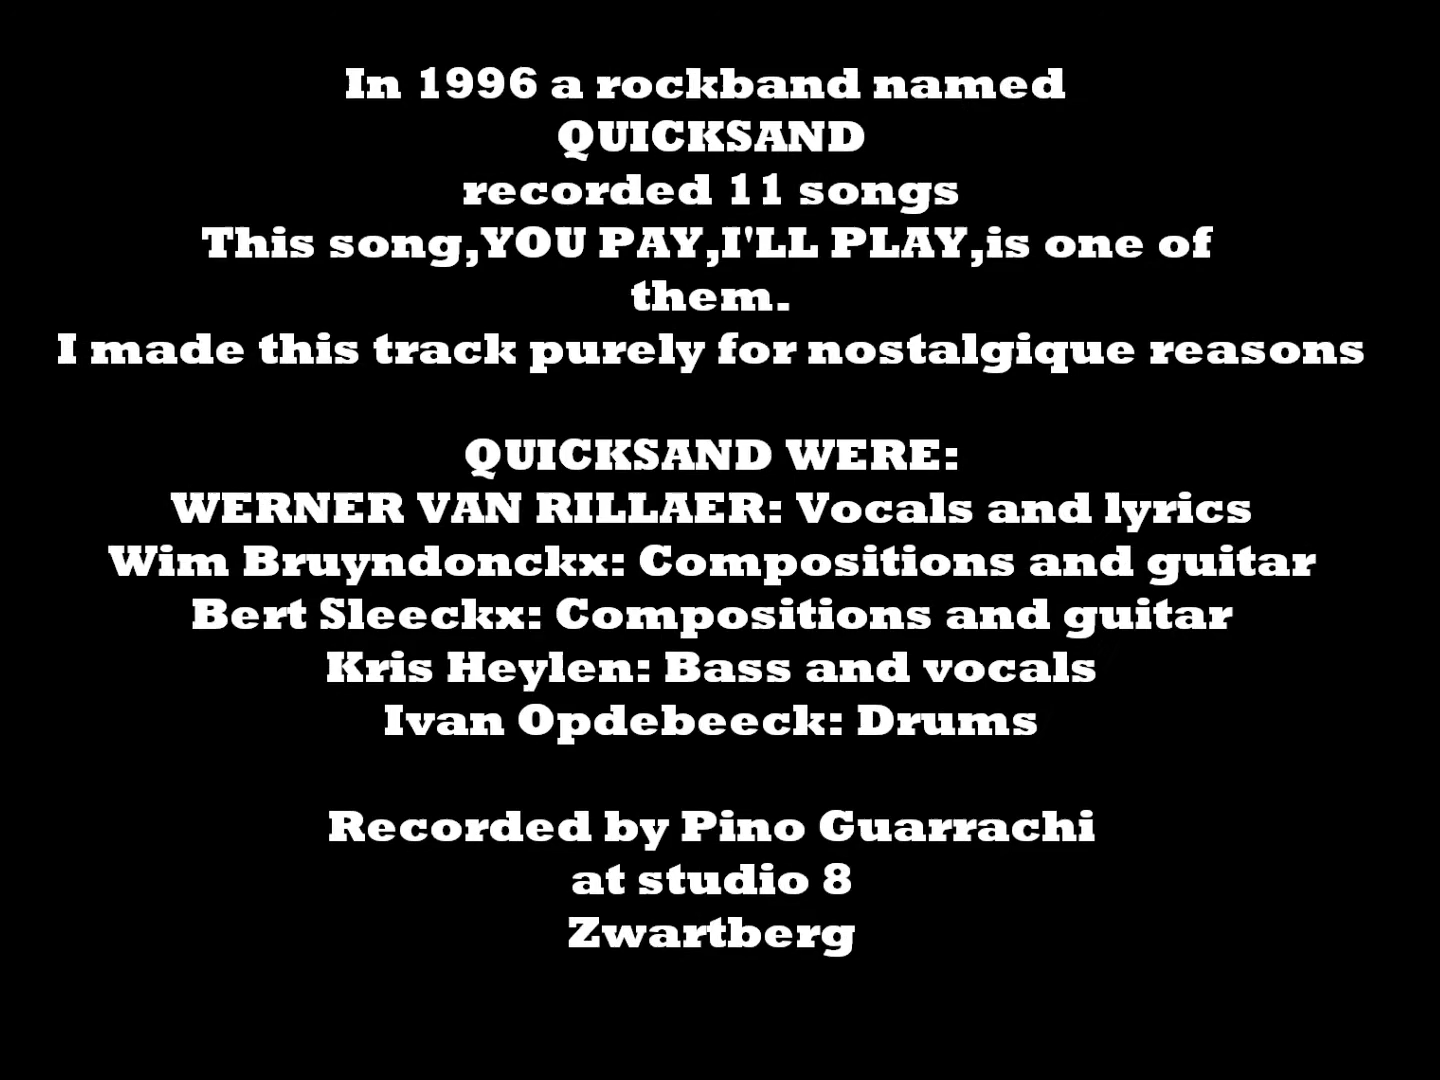 In 1996 a rockband named
QUICKSAND
recorded 11 songs
This song,YOU PAY,I'LL PLAY,is one of
them.
I made this track purely for nostalgique reasons
QUICKSAND WERE:
WERNER VAN RILLAER: Vocals and lyrics
Wim Bruyndonckx: Compositions and guitar
Bert Sleeckx: Compositions and guitar
Kris Heylen: Bass and vocals
Ivan Opdebeeck: Drums
Recorded by Pino Guarrachi
at studio 8
Zwartberg